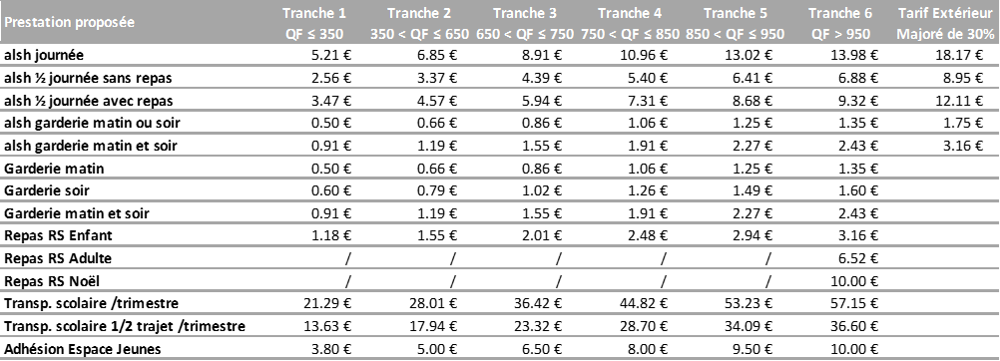 Prestation proposée Tranche 1 Tranche 2 Tranche 3 Tranche 4 Tranche 5 Tranche 6 Tarif Extérieur
QF ≤ 350 350 < QF ≤ 650 650 < QF ≤ 750 750 < QF ≤ 850 850 < QF ≤ 950 QF > 950 Majoré de 30%
alsh journée 5.21 € 6.85 € 8.91 € 10.96 € 13.02 € 13.98 € 18.17 €
alsh ½ journée sans repas 2.56 € 3.37 € 4.39 € 5.40 € 6.41 € 6.88 € 8.95 €
alsh ½ journée avec repas 3.47 € 4.57 € 5.94 € 7.31 € 8.68 € 9.32 € 12.11 €
alsh garderie matin ou soir 0.50 € 0.66 € 0.86 € 1.06 € 1.25 € 1.35 € 1.75 €
alsh garderie matin et soir 0.91 € 1.19 € 1.55 € 1.91 € 2.27 € 2.43 € 3.16 €
Garderie matin 0.50 € 0.66 € 0.86 € 1.06 € 1.25 € 1.35 €
Garderie soir 0.60 € 0.79 € 1.02 € 1.26 € 1.49 € 1.60 €
Garderie matin et soir 0.91 € 1.19 € 1.55 € 1.91 € 2.27 € 2.43 €
Repas RS Enfant 1.18 € 1.55 € 2.01 € 2.48 € 2.94 € 3.16 €
Repas RS Adulte / / / / / 6.52 €
Repas RS Noël / / / / / 10.00 €
Transp. scolaire /trimestre 21.29 € 28.01 € 36.42 € 44.82 € 53.23 € 57.15 €
Transp. scolaire 1/2 trajet /trimestre 13.63 € 17.94 € 23.32 € 28.70 € 34.09 € 36.60 €
Adhésion Espace Jeunes 3.80 € 5.00 € 6.50 € 8.00 € 9.50 € 10.00 €